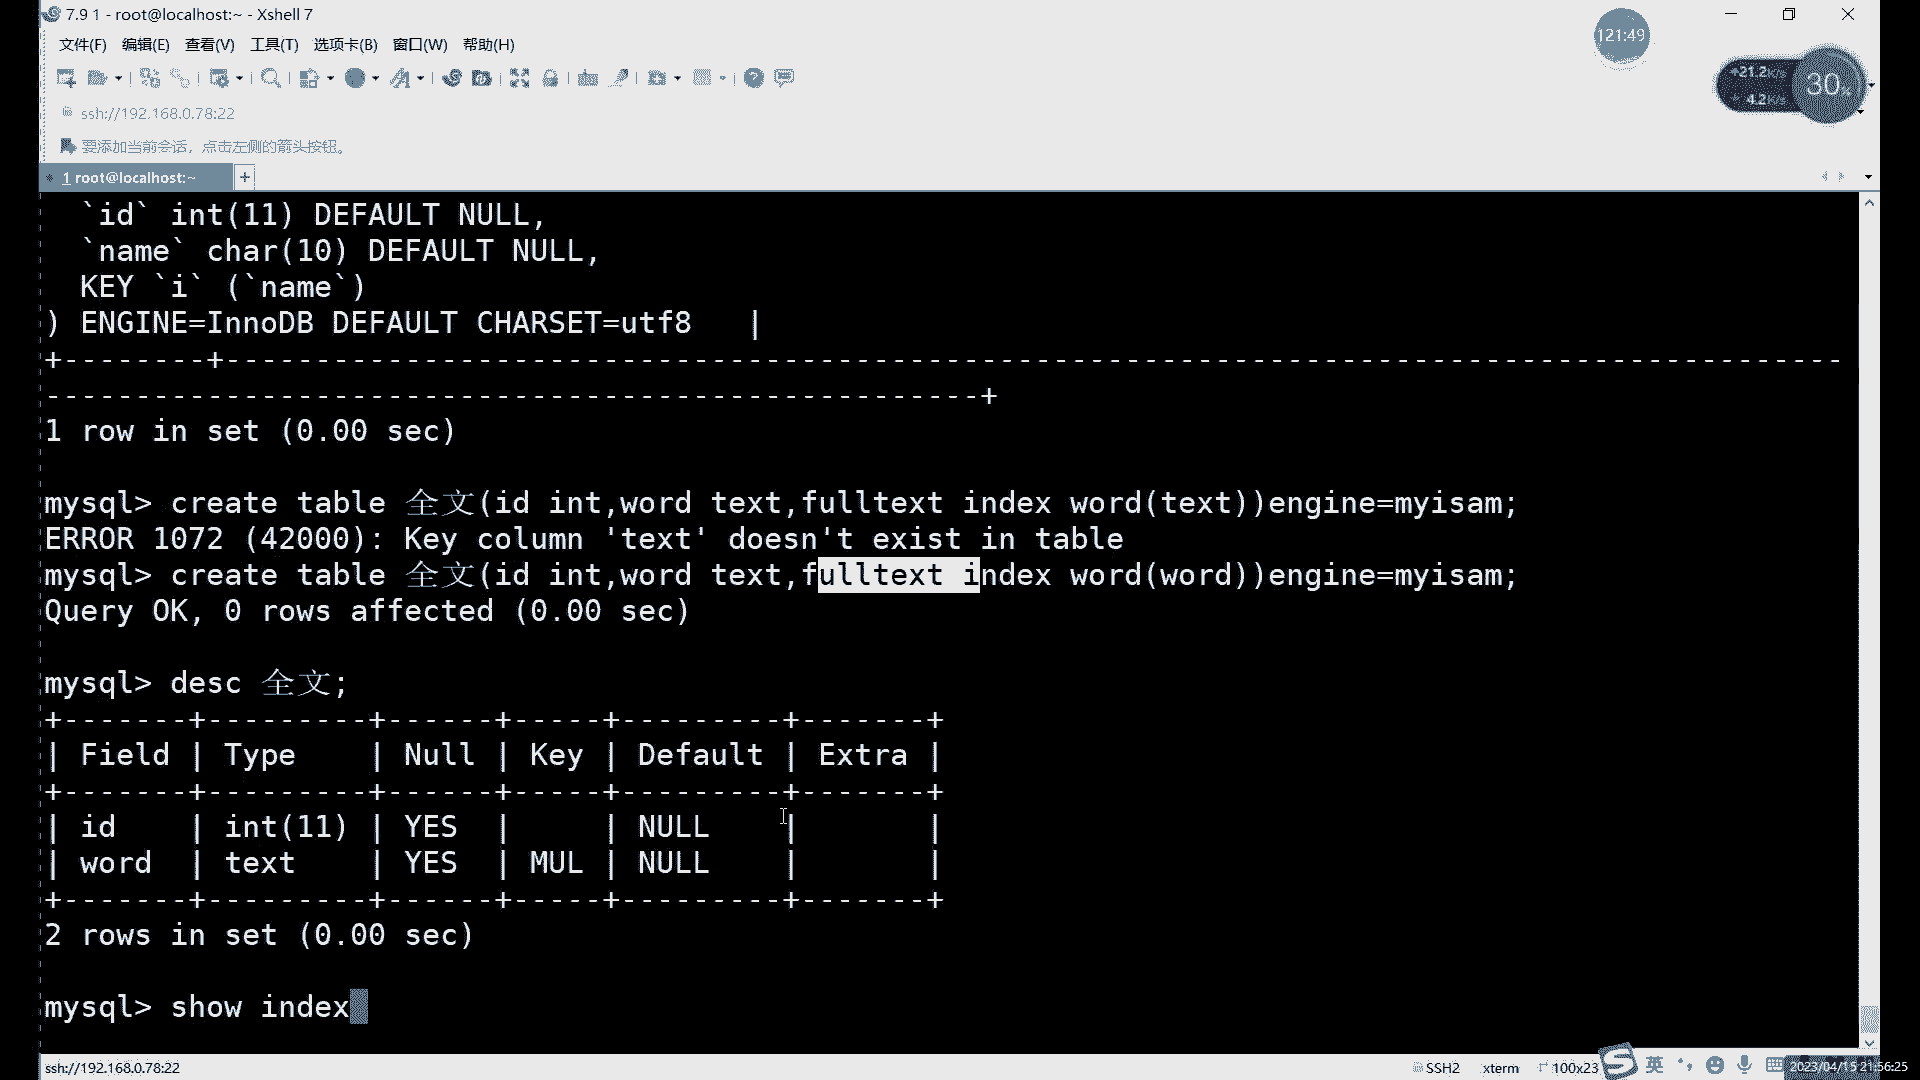 7.9 1 - root@localhost:~ - Xshell 7
121:49
文件(F) 编辑(E) 查看(V) 工具(T) 选项卡(B) 窗口(W) 帮助(H)
+21.2K/s
4.2K/s
30%
ssh://192.168.0.78:22
要添加当前会话，点击左侧的箭头按钮。
1 root@localhost:~ +
`id` int(11) DEFAULT NULL,
`name` char(10) DEFAULT NULL,
KEY `i` (`name`)
) ENGINE=InnoDB DEFAULT CHARSET=utf8 |
+--------+------------------------------------------------------------------------------------------
----------------------------------------------------+
1 row in set (0.00 sec)
mysql> create table 全文(id int,word text,fulltext index word(text))engine=myisam;
ERROR 1072 (42000): Key column 'text' doesn't exist in table
mysql> create table 全文(id int,word text,fulltext index word(word))engine=myisam;
Query OK, 0 rows affected (0.00 sec)
mysql> desc 全文;
+-------+---------+------+-----+---------+-------+
| Field | Type    | Null | Key | Default | Extra |
+-------+---------+------+-----+---------+-------+
| id    | int(11) | YES  |     | NULL    |       |
| word  | text    | YES  | MUL | NULL    |       |
+-------+---------+------+-----+---------+-------+
2 rows in set (0.00 sec)
mysql> show index
ssh://192.168.0.78:22 SSH2 xterm 100x23 英 2023/04/15 21:56:25